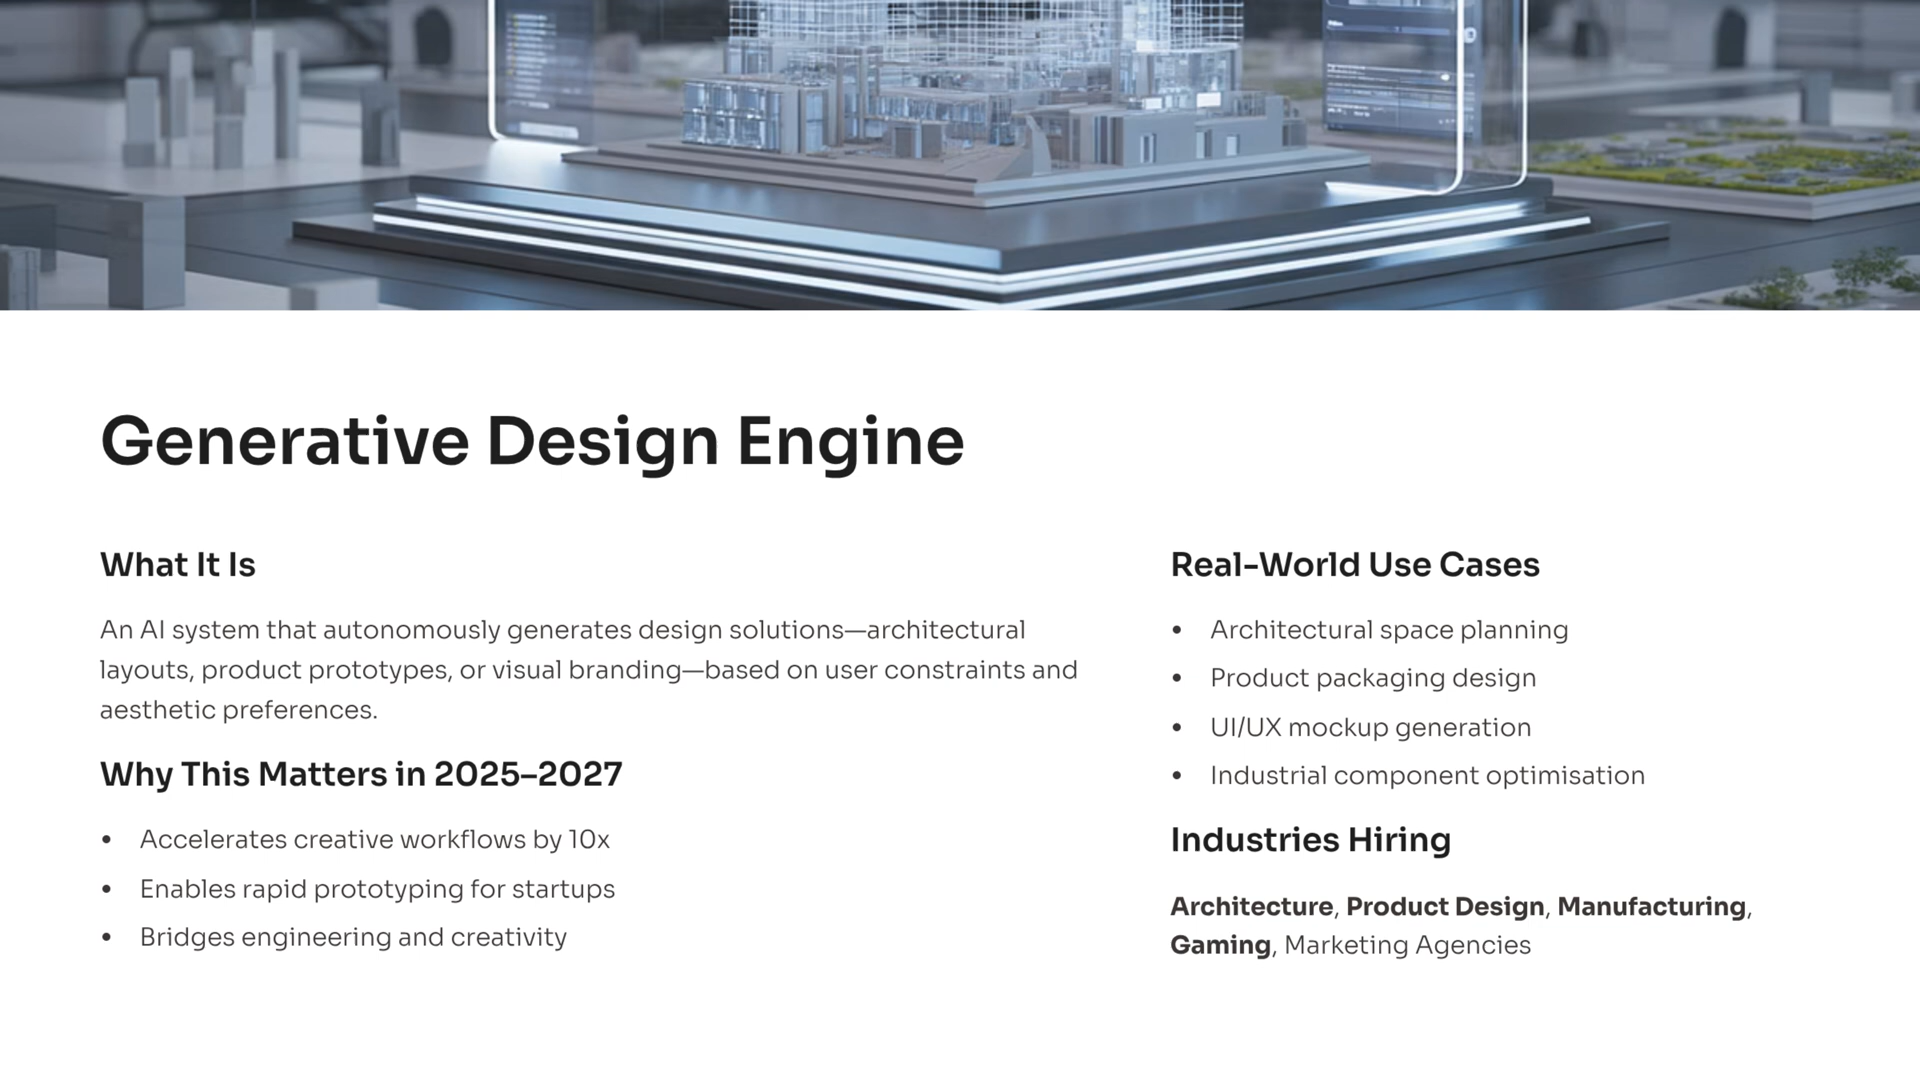 Generative Design Engine
What It Is
An AI system that autonomously generates design solutions—architectural
layouts, product prototypes, or visual branding—based on user constraints and
aesthetic preferences.
Why This Matters in 2025–2027
• Accelerates creative workflows by 10x
• Enables rapid prototyping for startups
• Bridges engineering and creativity
Real-World Use Cases
• Architectural space planning
• Product packaging design
• UI/UX mockup generation
• Industrial component optimisation
Industries Hiring
Architecture, Product Design, Manufacturing,
Gaming, Marketing Agencies